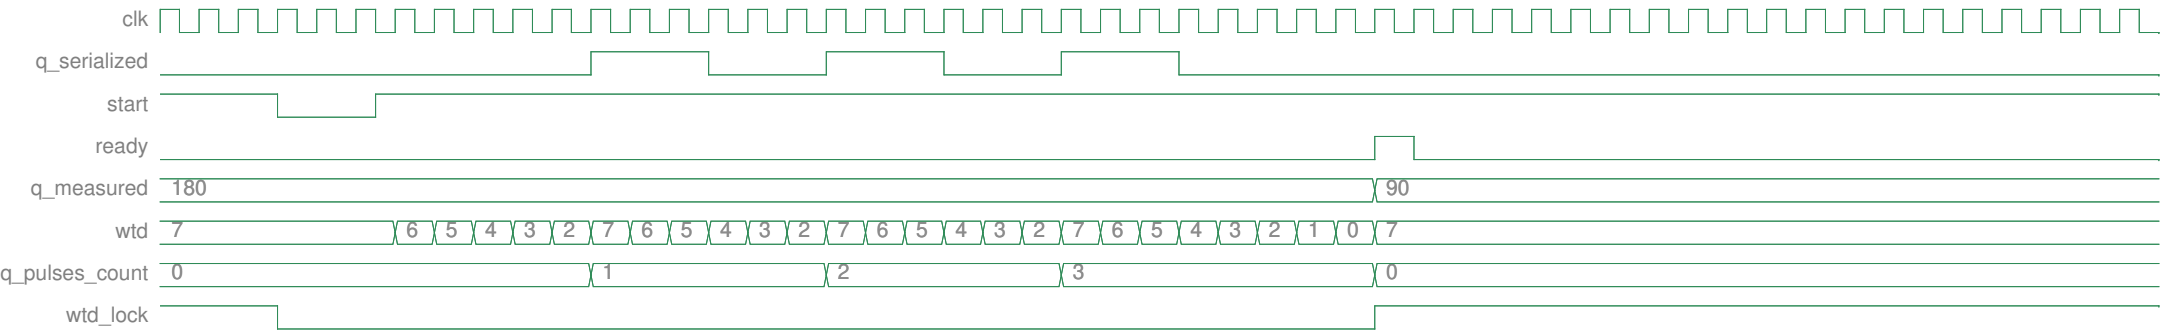 clk
q_serialized
start
ready
q_measured 180 90
wtd 7 6 5 4 3 2 7 6 5 4 3 2 7 6 5 4 3 2 7 6 5 4 3 2 1 0 7
q_pulses_count 0 1 2 3 0
wtd_lock